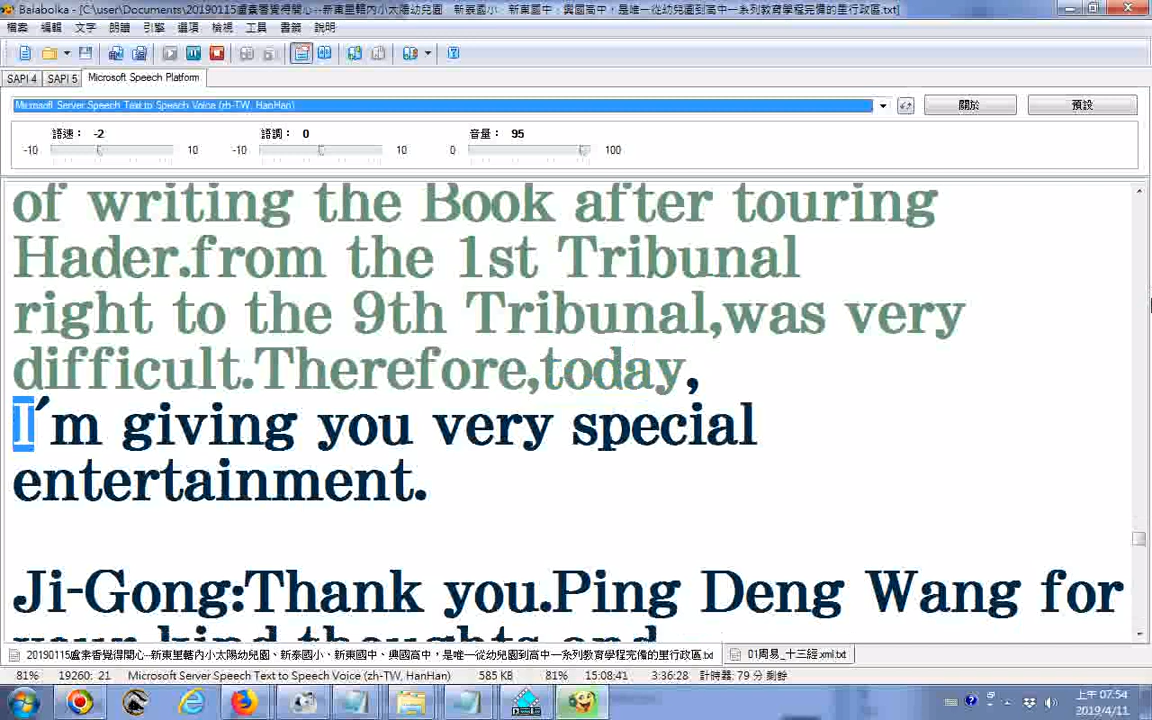 Balabolka - [C:\user\Documents\20190115盧素香覺得開心--新東里轄內小太陽幼兒園、新泰國小、新東國中、興國高中，是唯一從幼兒園到高中一系列教育學程完備的里行政區.txt]
檔案 編輯 文字 朗讀 引擎 選項 檢視 工具 書籤 說明
SAPI 4 SAPI 5 Microsoft Speech Platform
Microsoft Server Speech Text to Speech Voice (zh-TW, HanHan) 關於 預設
語速： -2 語調： 0 音量： 95
-10 10 -10 10 0 100
of writing the Book after touring
Hader.from the 1st Tribunal
right to the 9th Tribunal,was very
difficult.Therefore,today,
I´m giving you very special
entertainment.
Ji-Gong:Thank you.Ping Deng Wang for
your kind thoughts and
20190115盧素香覺得開心--新東里轄內小太陽幼兒園、新泰國小、新東國中、興國高中，是唯一從幼兒園到高中一系列教育學程完備的里行政區.txt 01周易_十三經.xml.txt
81% 19260: 21 Microsoft Server Speech Text to Speech Voice (zh-TW, HanHan) 585 KB 81% 15:08:41 3:36:28 計時器: 79 分 剩餘
上午 07:54
2019/4/11